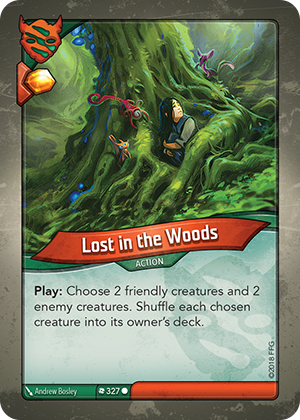 Lost in the Woods
ACTION
Play: Choose 2 friendly creatures and 2
enemy creatures. Shuffle each chosen
creature into its owner’s deck.
©2018 FFG
Andrew Bosley
327